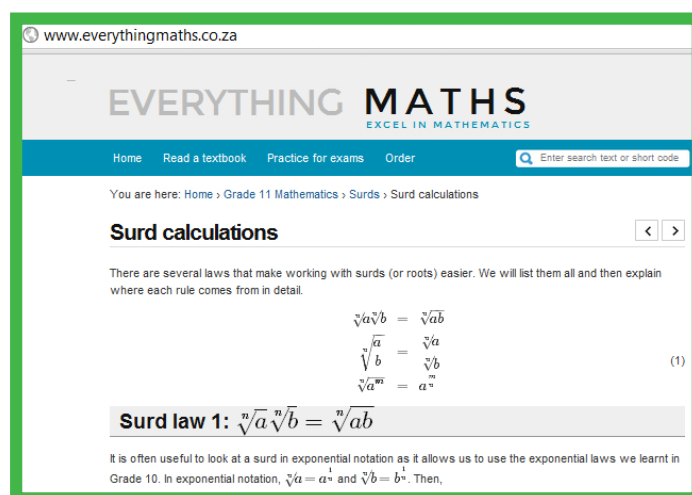 www.everythingmaths.co.za
EVERYTHING MATHS
EXCEL IN MATHEMATICS
Home Read a textbook Practice for exams Order Enter search text or short code
You are here: Home › Grade 11 Mathematics › Surds › Surd calculations
Surd calculations
There are several laws that make working with surds (or roots) easier. We will list them all and then explain
where each rule comes from in detail.
ⁿ√a ⁿ√b = ⁿ√ab
ⁿ√(a/b) = ⁿ√a / ⁿ√b (1)
ⁿ√aᵐ = a^(m/n)
Surd law 1: ⁿ√a ⁿ√b = ⁿ√ab
It is often useful to look at a surd in exponential notation as it allows us to use the exponential laws we learnt in
Grade 10. In exponential notation, ⁿ√a = a^(1/n) and ⁿ√b = b^(1/n). Then,